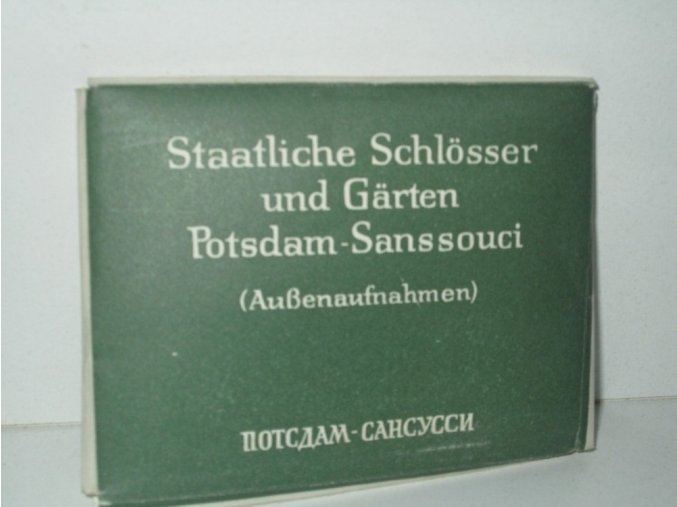 Staatliche Schlösser
und Gärten
Potsdam-Sanssouci
(Außenaufnahmen)
ПОТСДАМ-САНСУССИ